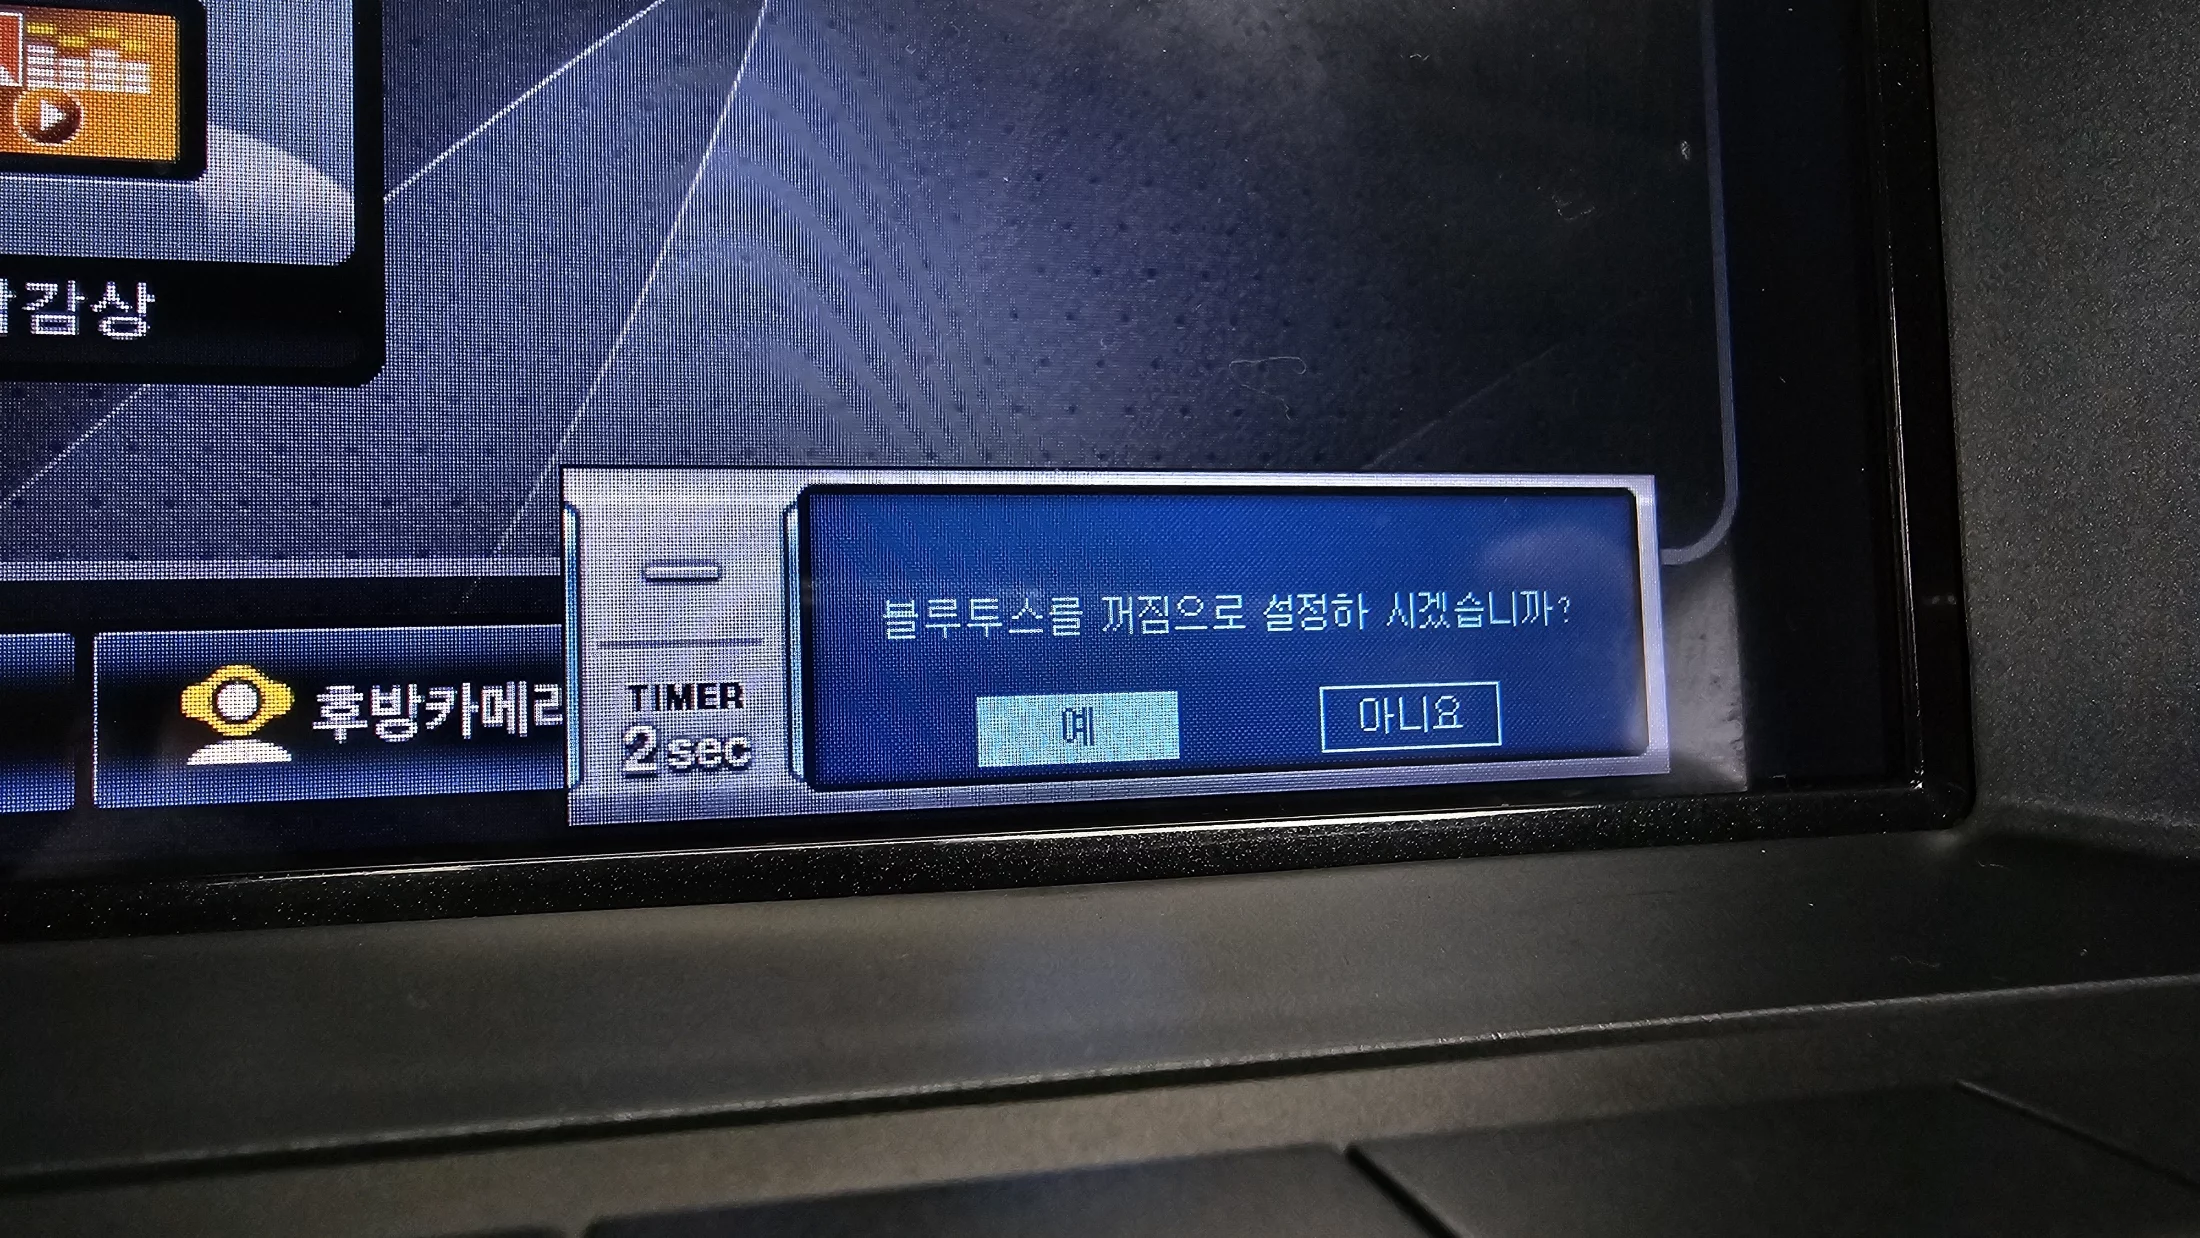 감상
후방카메라
TIMER
2sec
블루투스를 꺼짐으로 설정하 시겠습니까?
예
아니요